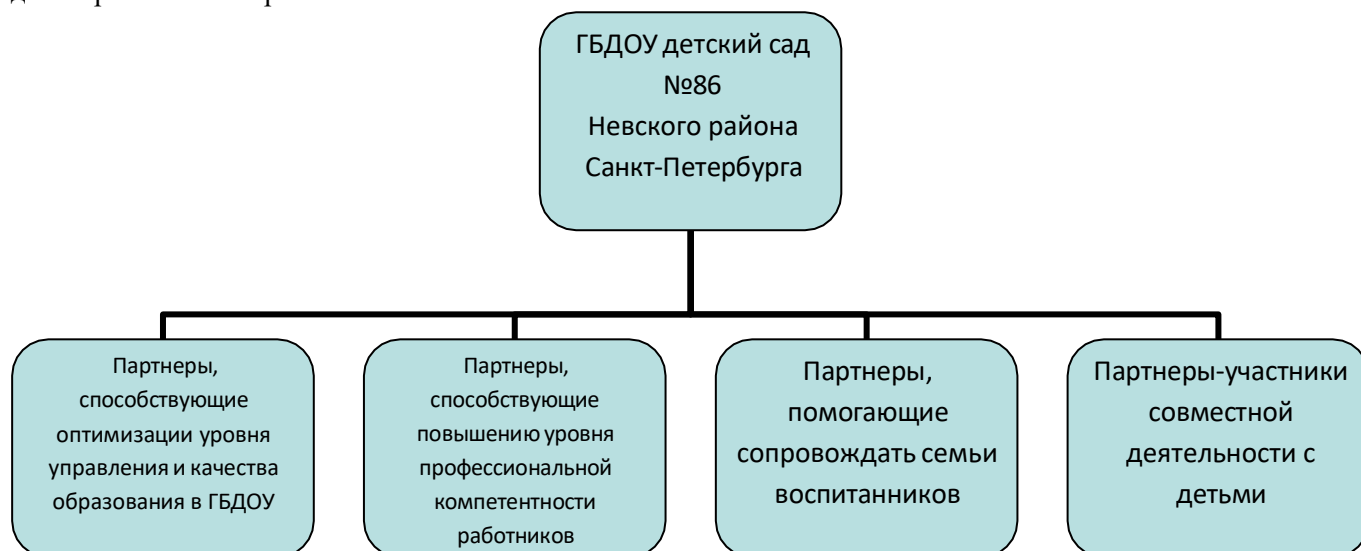 ГБДОУ детский сад
№86
Невского района
Санкт-Петербурга
Партнеры,
способствующие
оптимизации уровня
управления и качества
образования в ГБДОУ
Партнеры,
способствующие
повышению уровня
профессиональной
компетентности
работников
Партнеры,
помогающие
сопровождать семьи
воспитанников
Партнеры-участники
совместной
деятельности с
детьми